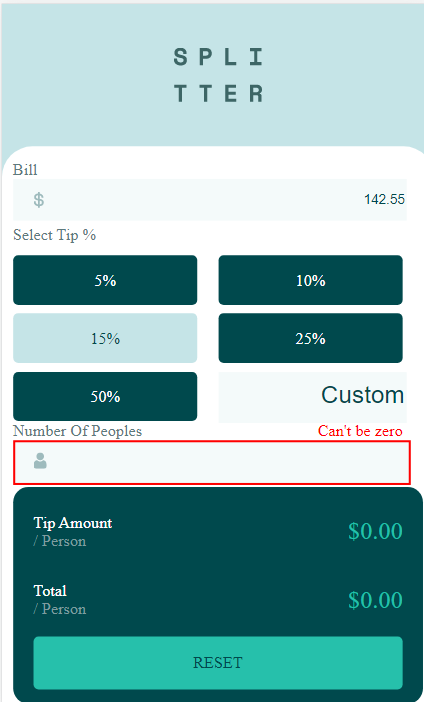 SPLI
TTER
Bill
$ 142.55
Select Tip %
5% 10%
15% 25%
50% Custom
Number Of Peoples Can't be zero
Tip Amount
/ Person $0.00
Total
/ Person $0.00
RESET